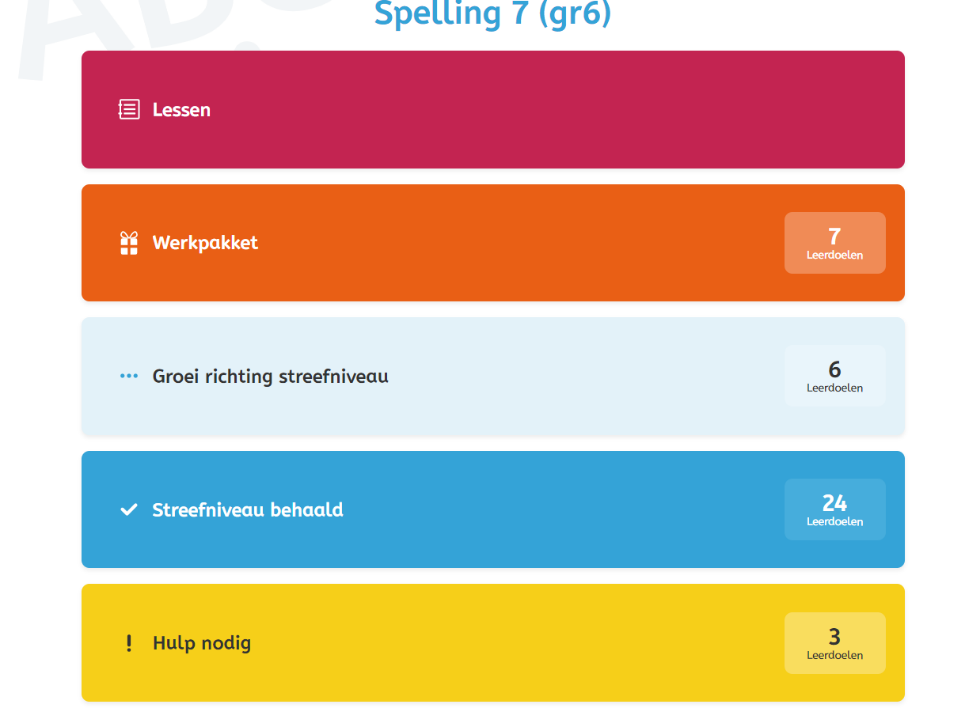 Spelling 7 (gr6)
Lessen
Werkpakket
7
Leerdoelen
Groei richting streefniveau
6
Leerdoelen
Streefniveau behaald
24
Leerdoelen
Hulp nodig
3
Leerdoelen